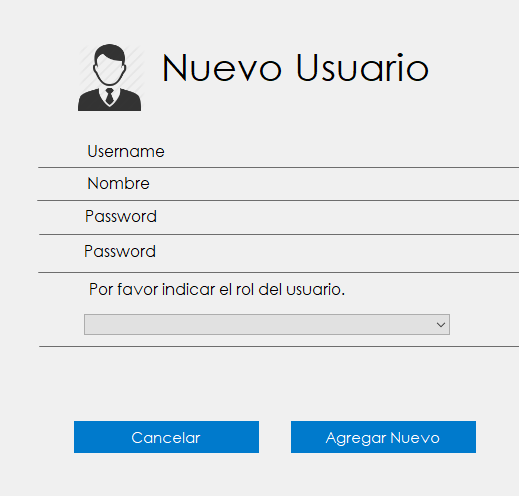 Nuevo Usuario
Username
Nombre
Password
Password
Por favor indicar el rol del usuario.
Cancelar
Agregar Nuevo